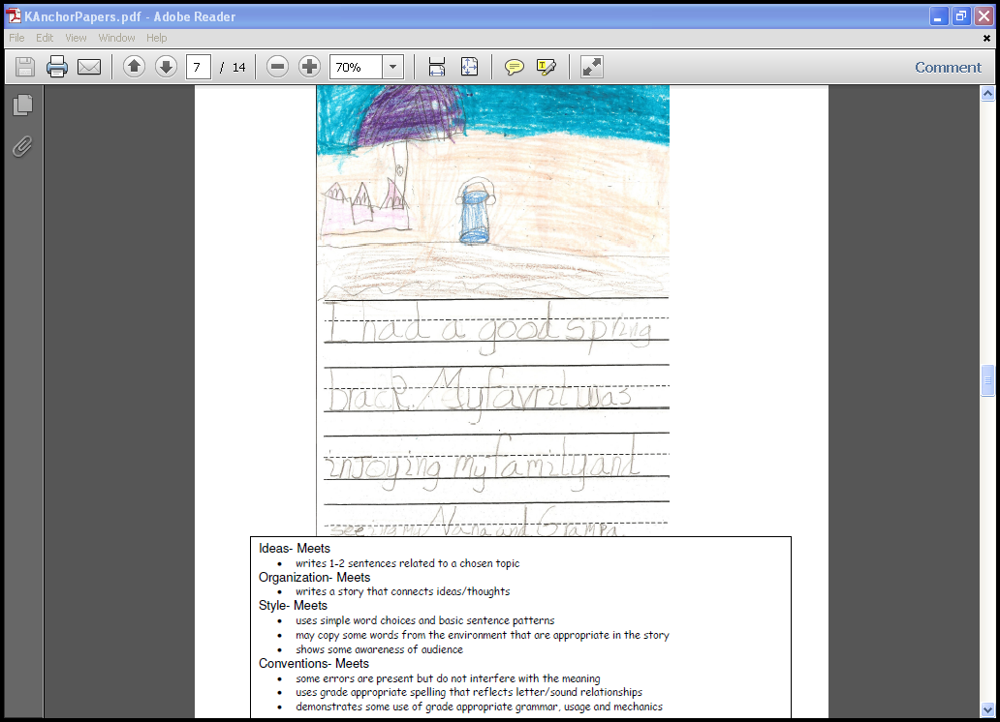 KAnchorPapers.pdf - Adobe Reader
File Edit View Window Help
7 / 14 70% Comment
I had a good spring
brack. My favrit was
injoying my family and
seeing my Nana and Grampa.
Ideas- Meets
• writes 1-2 sentences related to a chosen topic
Organization- Meets
• writes a story that connects ideas/thoughts
Style- Meets
• uses simple word choices and basic sentence patterns
• may copy some words from the environment that are appropriate in the story
• shows some awareness of audience
Conventions- Meets
• some errors are present but do not interfere with the meaning
• uses grade appropriate spelling that reflects letter/sound relationships
• demonstrates some use of grade appropriate grammar, usage and mechanics